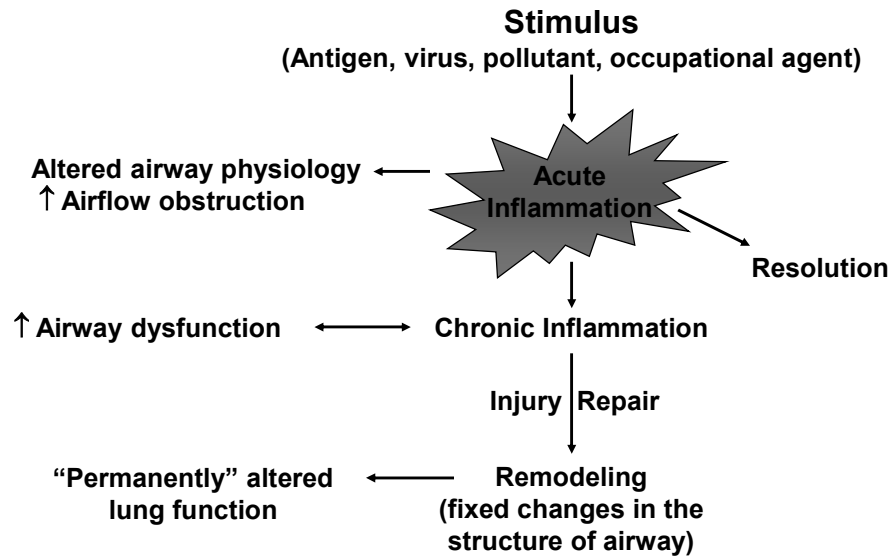 Stimulus
(Antigen, virus, pollutant, occupational agent)
Altered airway physiology
↑ Airflow obstruction
Acute
Inflammation
Resolution
↑ Airway dysfunction
Chronic Inflammation
Injury Repair
“Permanently” altered
lung function
Remodeling
(fixed changes in the
structure of airway)